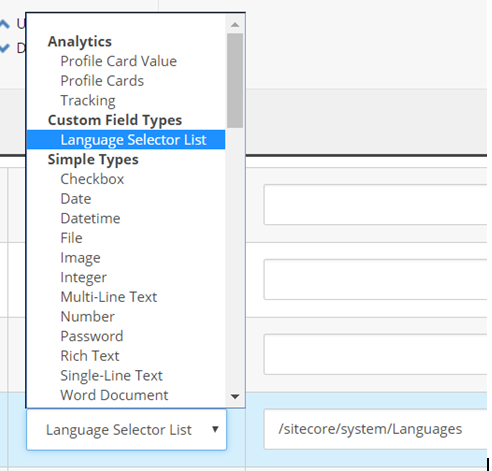 U
D
Analytics
Profile Card Value
Profile Cards
Tracking
Custom Field Types
Language Selector List
Simple Types
Checkbox
Date
Datetime
File
Image
Integer
Multi-Line Text
Number
Password
Rich Text
Single-Line Text
Word Document
Language Selector List
/sitecore/system/Languages